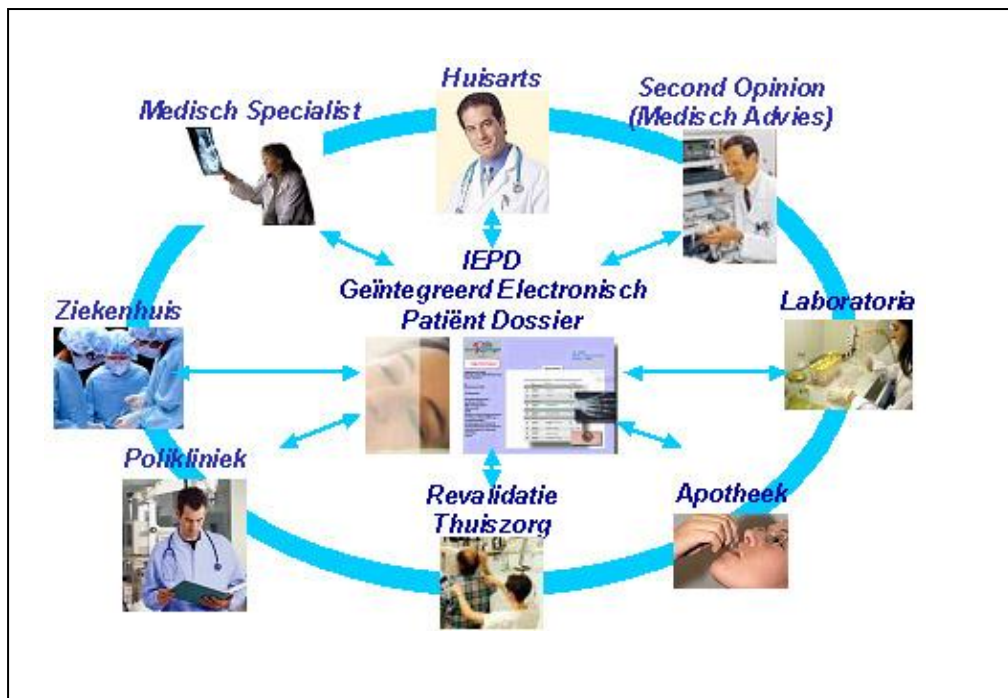 Huisarts
Second Opinion
(Medisch Advies)
Medisch Specialist
IEPD
Geïntegreerd Electronisch
Patiënt Dossier
Ziekenhuis
Laboratoria
Polikliniek
Revalidatie
Thuiszorg
Apotheek